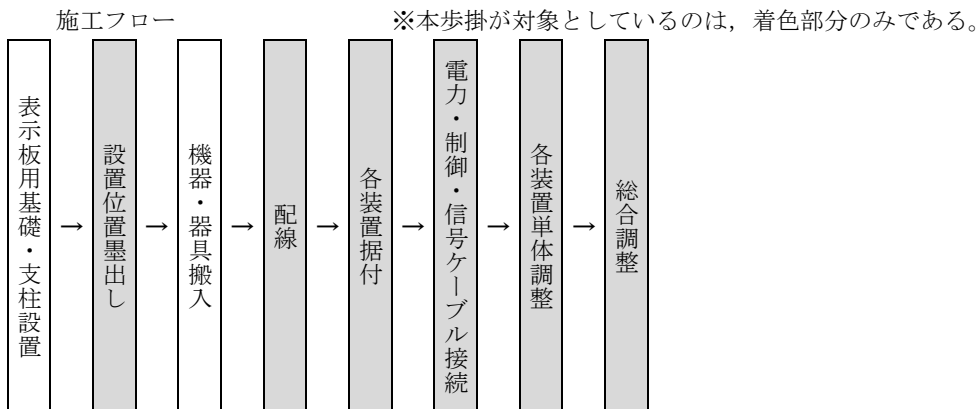 施工フロー
※本歩掛が対象としているのは，着色部分のみである。
表示板用基礎・支柱設置
→
設置位置墨出し
→
機器・器具搬入
→
配線
→
各装置据付
→
電力・制御・信号ケーブル接続
→
各装置単体調整
→
総合調整